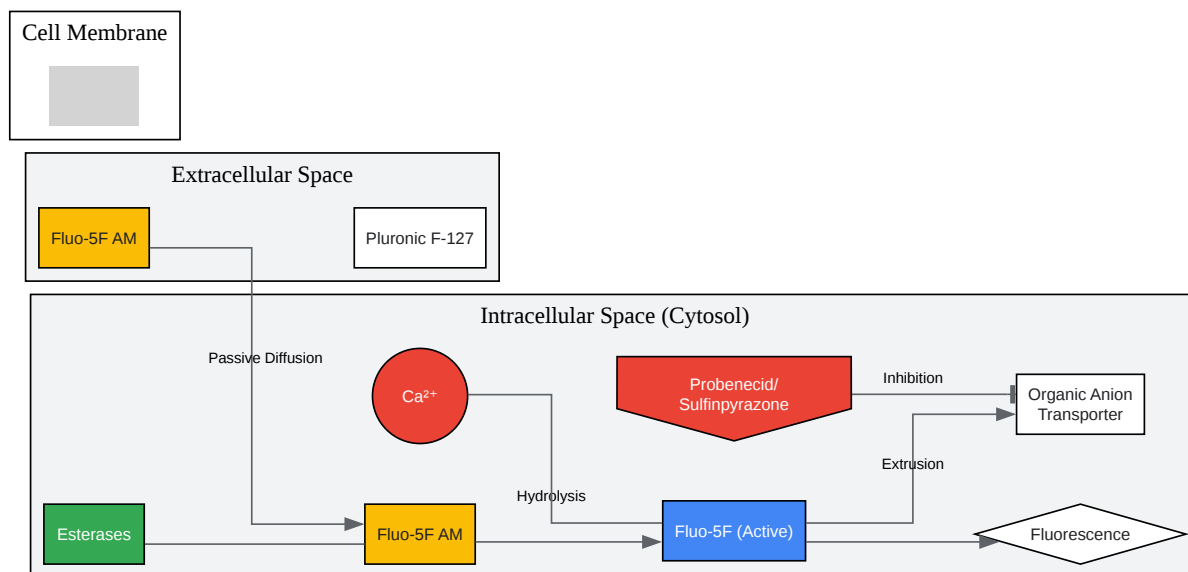 Cell Membrane
Extracellular Space
Fluo-5F AM
Pluronic F-127
Intracellular Space (Cytosol)
Passive Diffusion
Ca²⁺
Probenecid/
Sulfinpyrazone
Inhibition
Organic Anion
Transporter
Extrusion
Hydrolysis
Esterases
Fluo-5F AM
Fluo-5F (Active)
Fluorescence